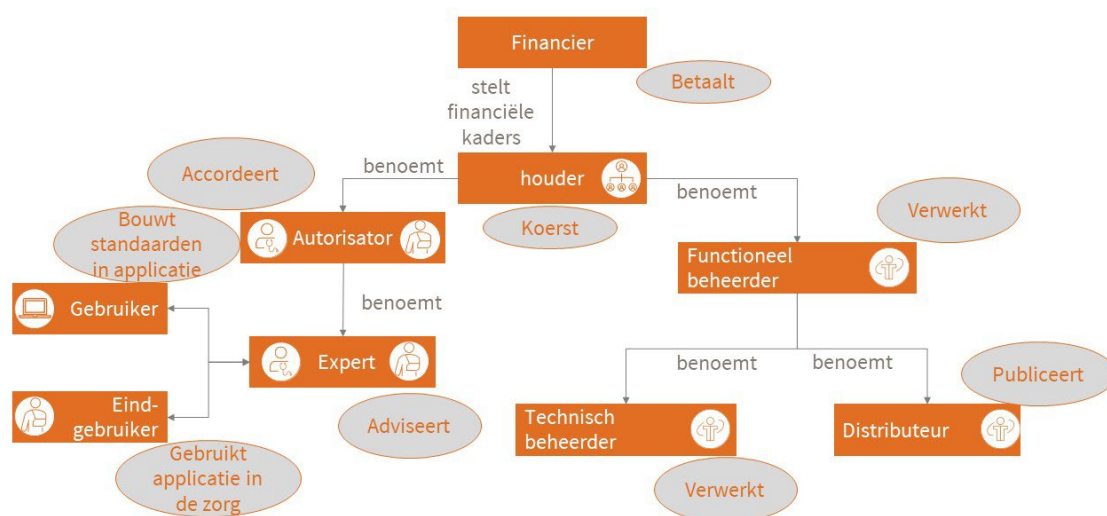 Financier
Betaalt
stelt
financiële
kaders
Accordeert
benoemt
houder
benoemt
Koerst
Verwerkt
Bouwt
standaarden
in applicatie
Autorisator
Functioneel
beheerder
Gebruiker
benoemt
Expert
benoemt
benoemt
Publiceert
Eind-
gebruiker
Adviseert
Technisch
beheerder
Distributeur
Gebruikt
applicatie in
de zorg
Verwerkt